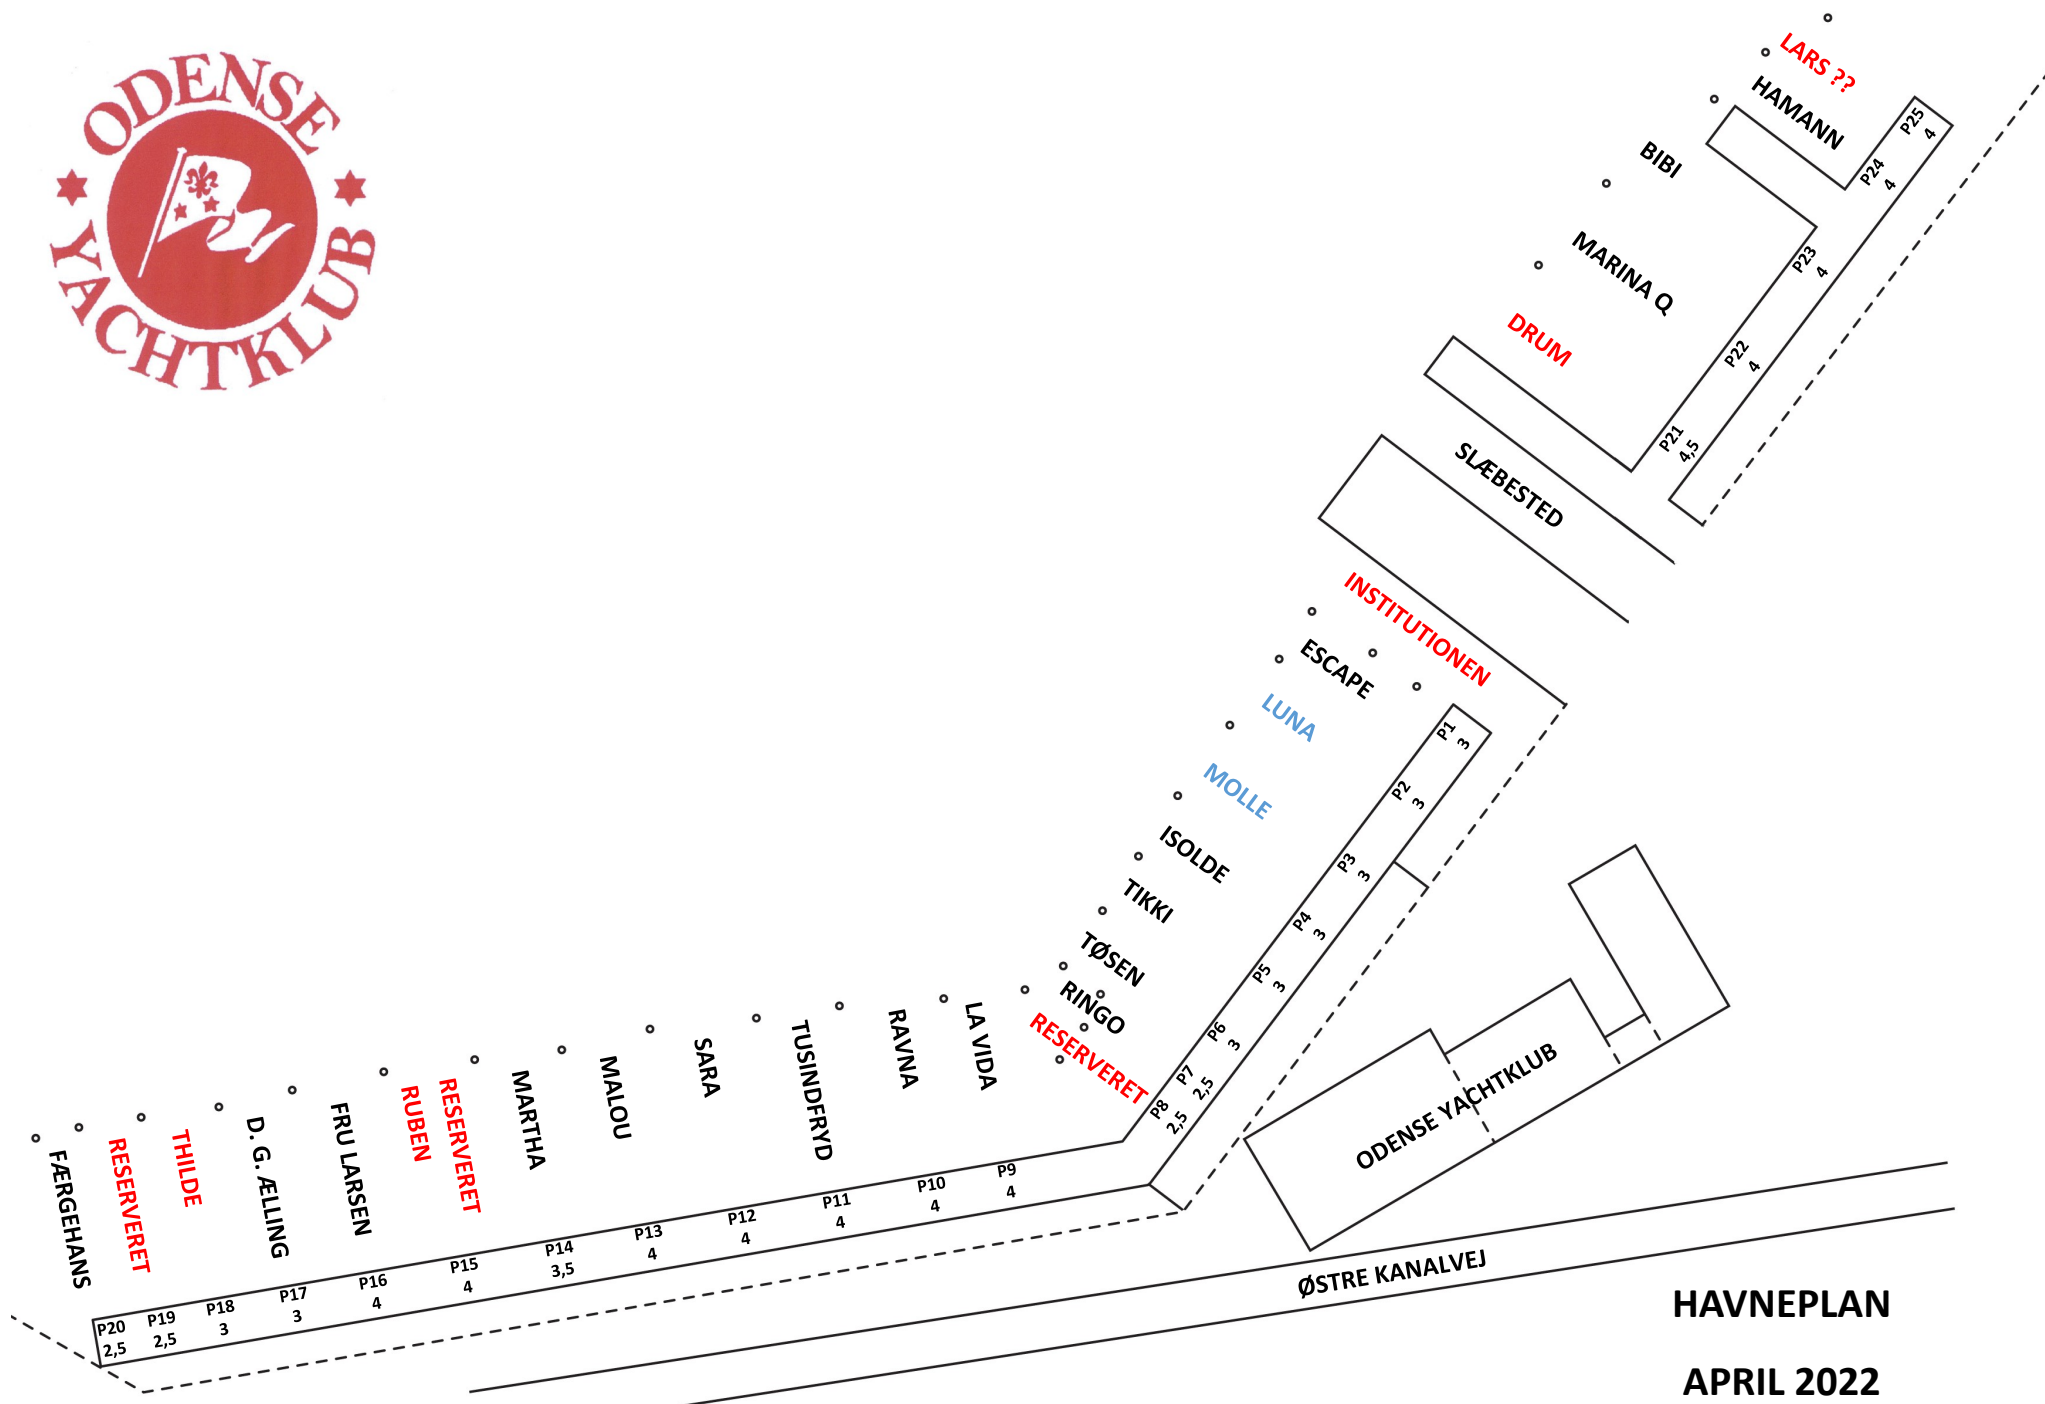 ODENSE
YACHTKLUB
LARS ??
HAMANN
BIBI
MARINA Q
DRUM
P25
4
P24
4
P23
4
P22
4
P21
4,5
SLÆBESTED
INSTITUTIONEN
ESCAPE
LUNA
MOLLE
ISOLDE
TIKKI
TØSEN
RINGO
RESERVERET
P1
3
P2
3
P3
3
P4
3
P5
3
P6
3
P7
2,5
P8
2,5
FÆRGEHANS
RESERVERET
THILDE
D. G. ÆLLING
FRU LARSEN
RUBEN
RESERVERET
MARTHA
MALOU
SARA
TUSINDFRYD
RAVNA
LA VIDA
P20
2,5
P19
2,5
P18
3
P17
3
P16
4
P15
4
P14
3,5
P13
4
P12
4
P11
4
P10
4
P9
4
ODENSE YACHTKLUB
ØSTRE KANALVEJ
HAVNEPLAN
APRIL 2022